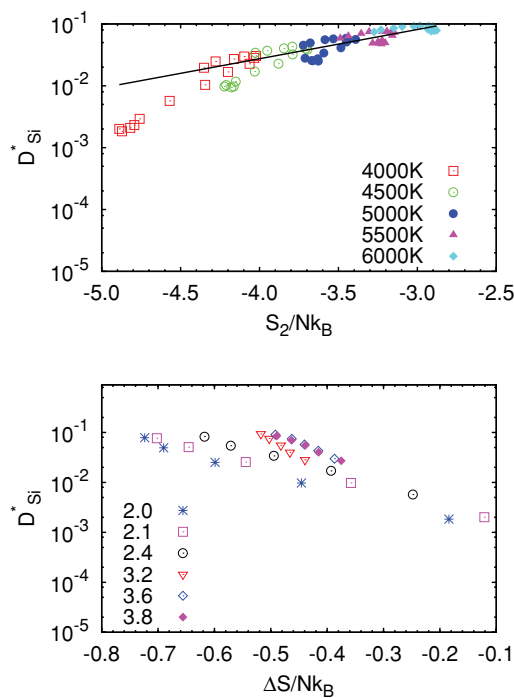 10⁻¹
10⁻²
10⁻³
10⁻⁴
10⁻⁵
D*Si
4000K
4500K
5000K
5500K
6000K
-5.0 -4.5 -4.0 -3.5 -3.0 -2.5
S₂/NkB
10⁰
10⁻¹
10⁻²
10⁻³
10⁻⁴
10⁻⁵
D*Si
2.0
2.1
2.4
3.2
3.6
3.8
-0.8 -0.7 -0.6 -0.5 -0.4 -0.3 -0.2 -0.1
ΔS/NkB